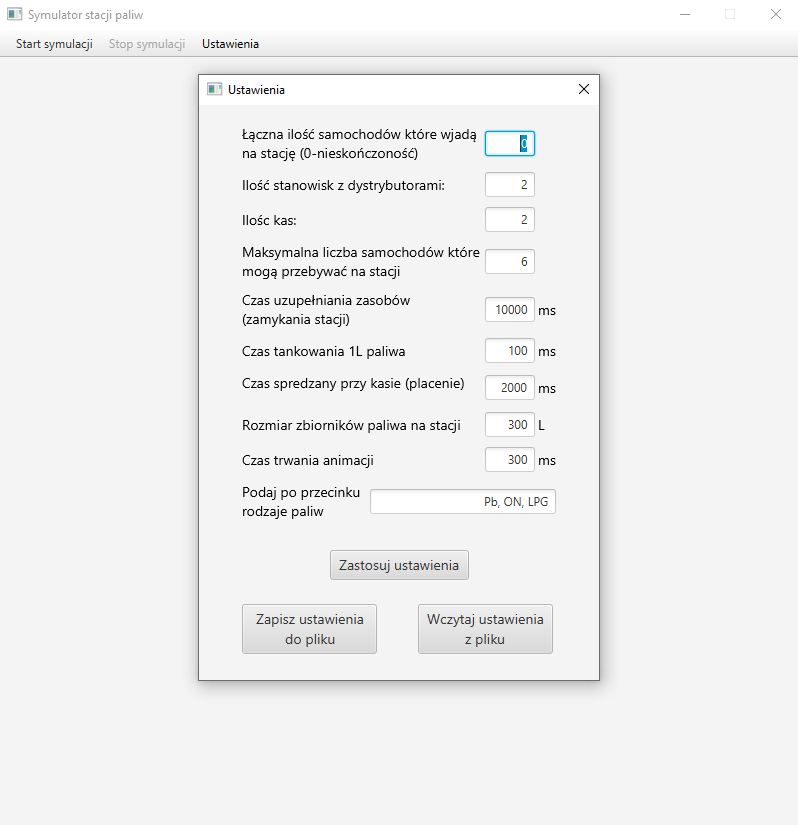 Symulator stacji paliw
Start symulacji Stop symulacji Ustawienia
Ustawienia
Łączna ilość samochodów które wjadą
na stację (0-nieskończoność)
0
Ilość stanowisk z dystrybutorami:
2
Ilośc kas:
2
Maksymalna liczba samochodów które
mogą przebywać na stacji
6
Czas uzupełniania zasobów
(zamykania stacji)
10000 ms
Czas tankowania 1L paliwa
100 ms
Czas spredzany przy kasie (placenie)
2000 ms
Rozmiar zbiorników paliwa na stacji
300 L
Czas trwania animacji
300 ms
Podaj po przecinku
rodzaje paliw
Pb, ON, LPG
Zastosuj ustawienia
Zapisz ustawienia
do pliku
Wczytaj ustawienia
z pliku